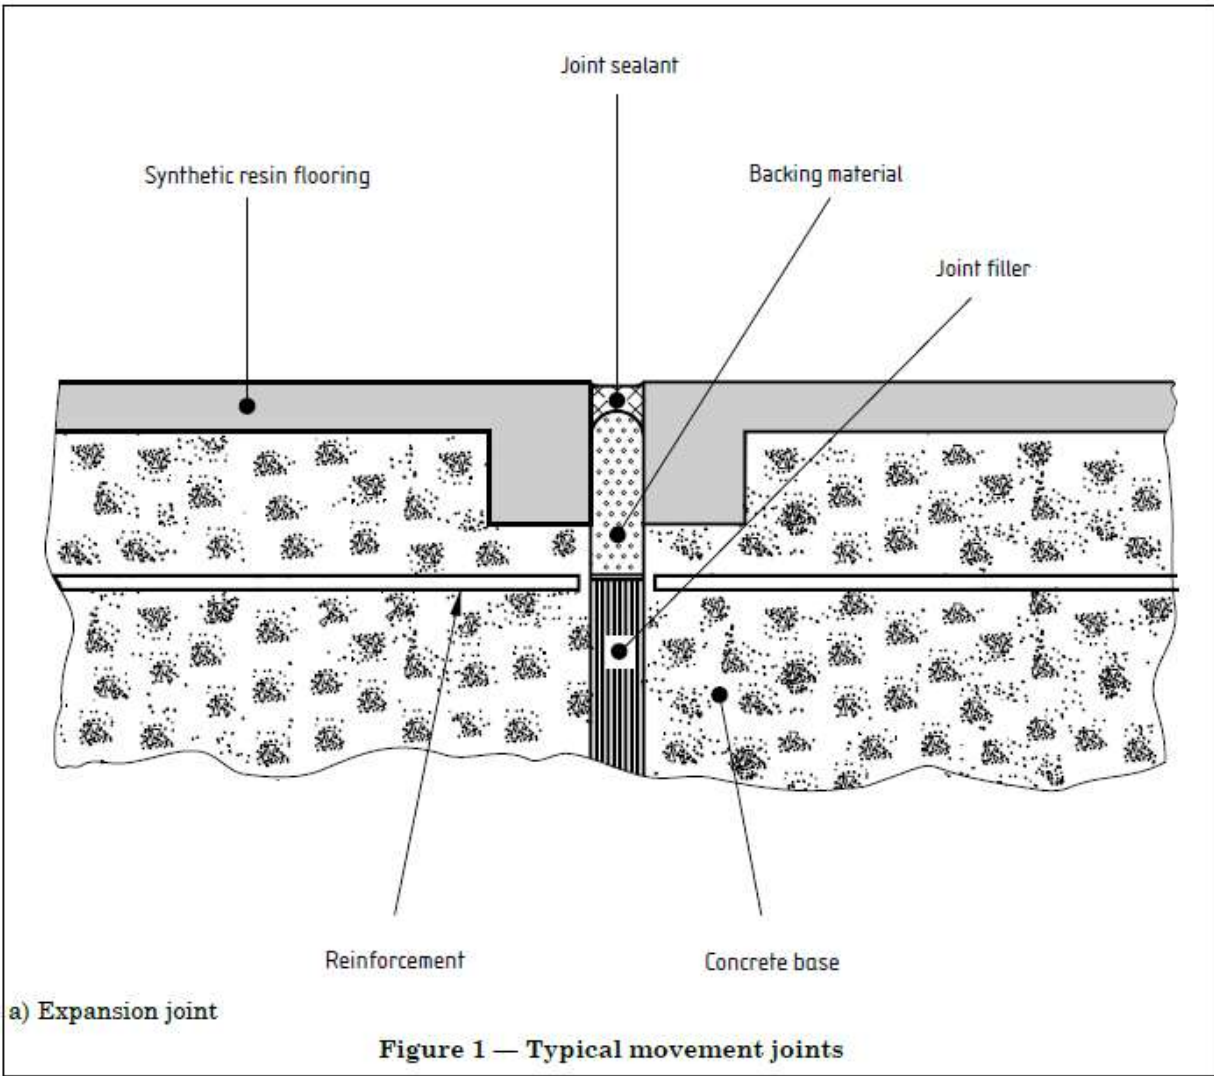 Joint sealant
Synthetic resin flooring
Backing material
Joint filler
Reinforcement
Concrete base
a) Expansion joint
Figure 1 — Typical movement joints